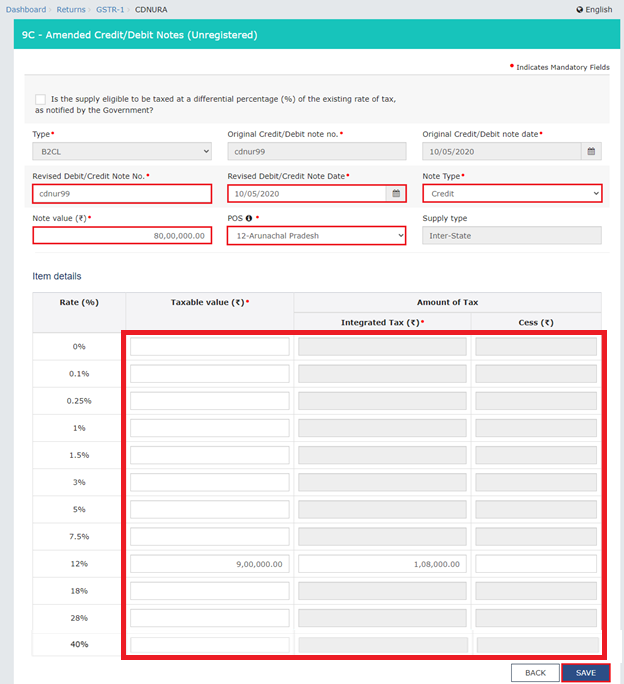 Dashboard › Returns › GSTR-1 › CDNURA English
9C - Amended Credit/Debit Notes (Unregistered)
• Indicates Mandatory Fields
Is the supply eligible to be taxed at a differential percentage (%) of the existing rate of tax,
as notified by the Government?
Type• Original Credit/Debit note no.• Original Credit/Debit note date•
B2CL cdnur99 10/05/2020
Revised Debit/Credit Note No.• Revised Debit/Credit Note Date• Note Type•
cdnur99 10/05/2020 Credit
Note value (₹)• POS • Supply type
80,00,000.00 12-Arunachal Pradesh Inter-State
Item details
Rate (%) Taxable value (₹)• Amount of Tax
Integrated Tax (₹)• Cess (₹)
0%
0.1%
0.25%
1%
1.5%
3%
5%
7.5%
12% 9,00,000.00 1,08,000.00
18%
28%
40%
BACK SAVE